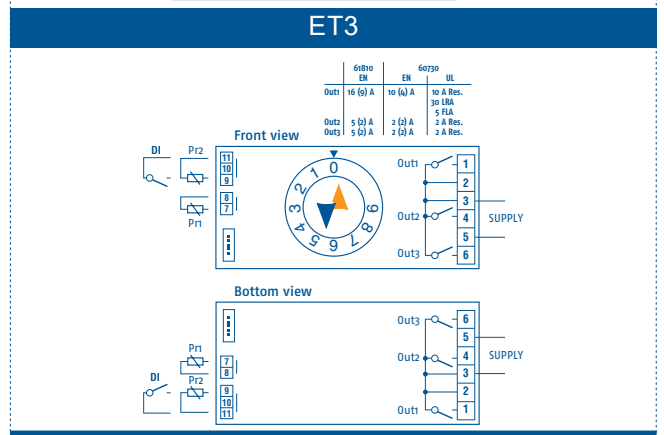 ET3
61810 60730
EN EN UL
Out1 16 (9) A 10 (4) A 10 A Res.
30 LRA
5 FLA
Out2 5 (2) A 2 (2) A 2 A Res.
Out3 5 (2) A 2 (2) A 2 A Res.
Front view
DI Pr2
11
10
9
8
7
Pr1
0 1 2 3 4 5 6 7 8 9
Out1 1
2
3
Out2 4 SUPPLY
5
Out3 6
Bottom view
Out3 6
5
Out2 4 SUPPLY
3
2
Out1 1
Pr1
7
8
DI Pr2
9
10
11